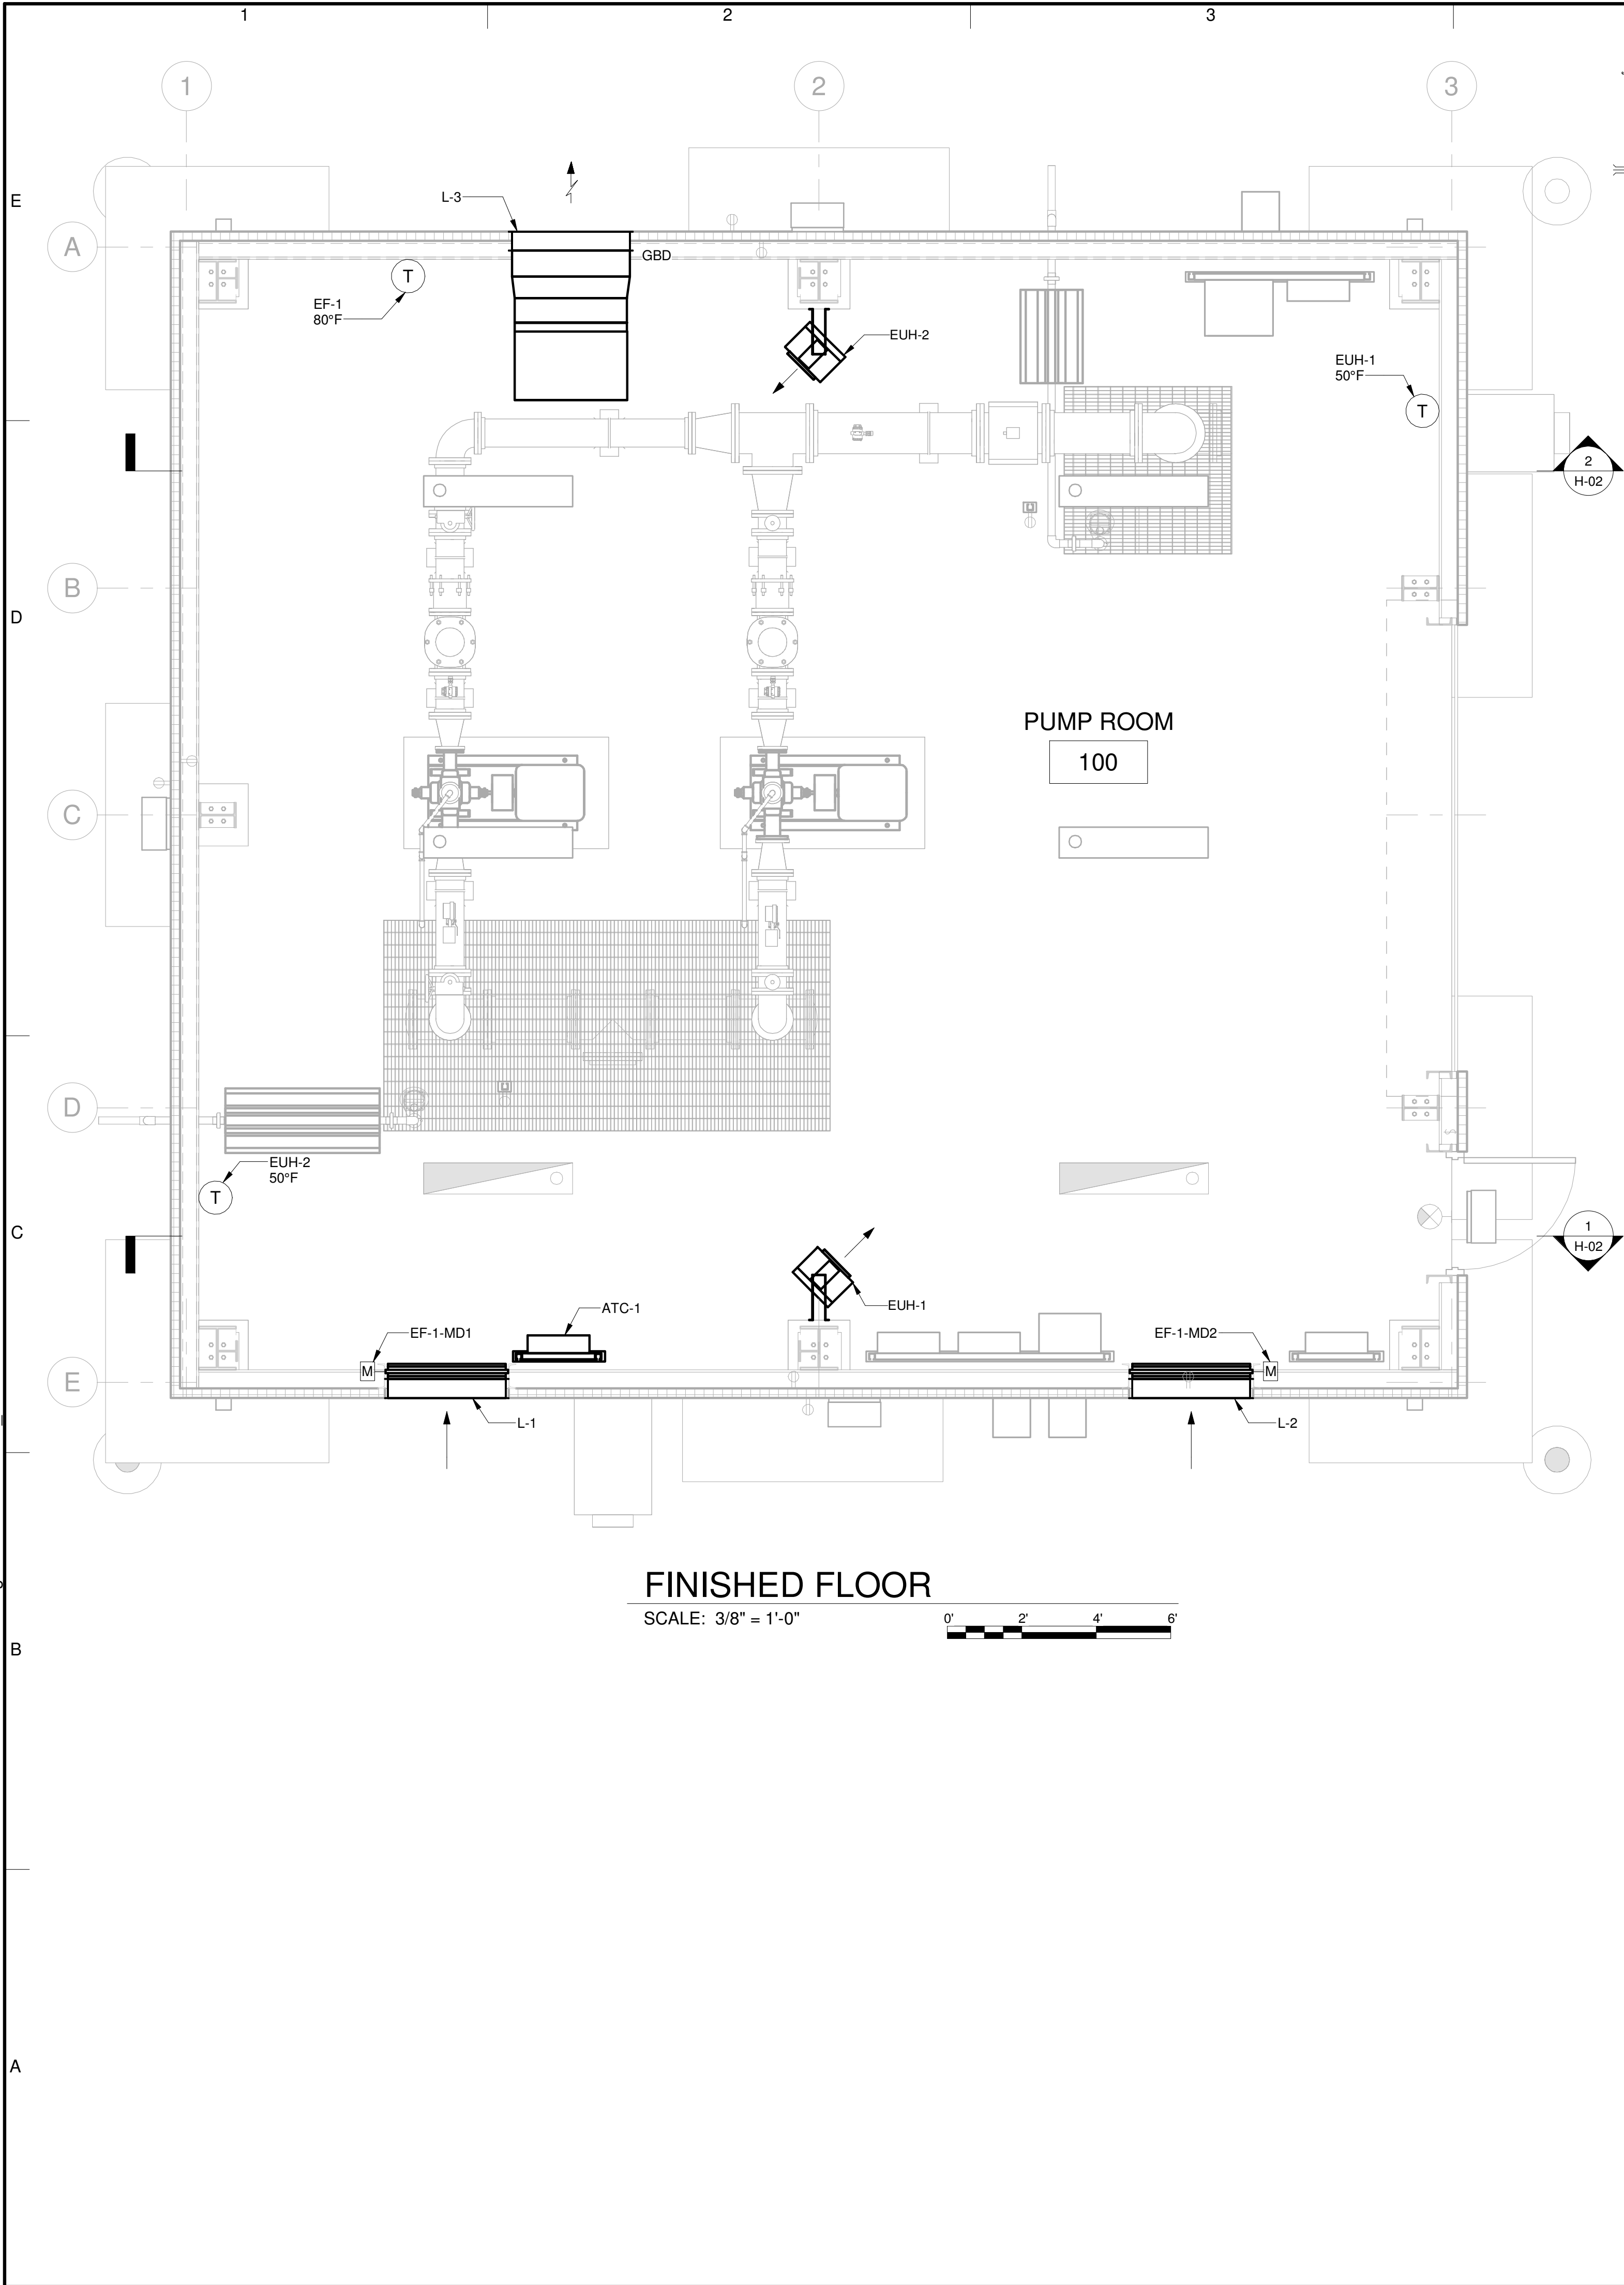 1
2
3
1
2
3
E
L-3
A
GBD
T
EF-1
80°F
EUH-2
EUH-1
50°F
T
2
H-02
B
D
PUMP ROOM
100
C
D
EUH-2
50°F
T
C
1
H-02
ATC-1
EUH-1
EF-1-MD1
EF-1-MD2
M
M
E
L-1
L-2
FINISHED FLOOR
SCALE: 3/8" = 1'-0"
0' 2' 4' 6'
B
A